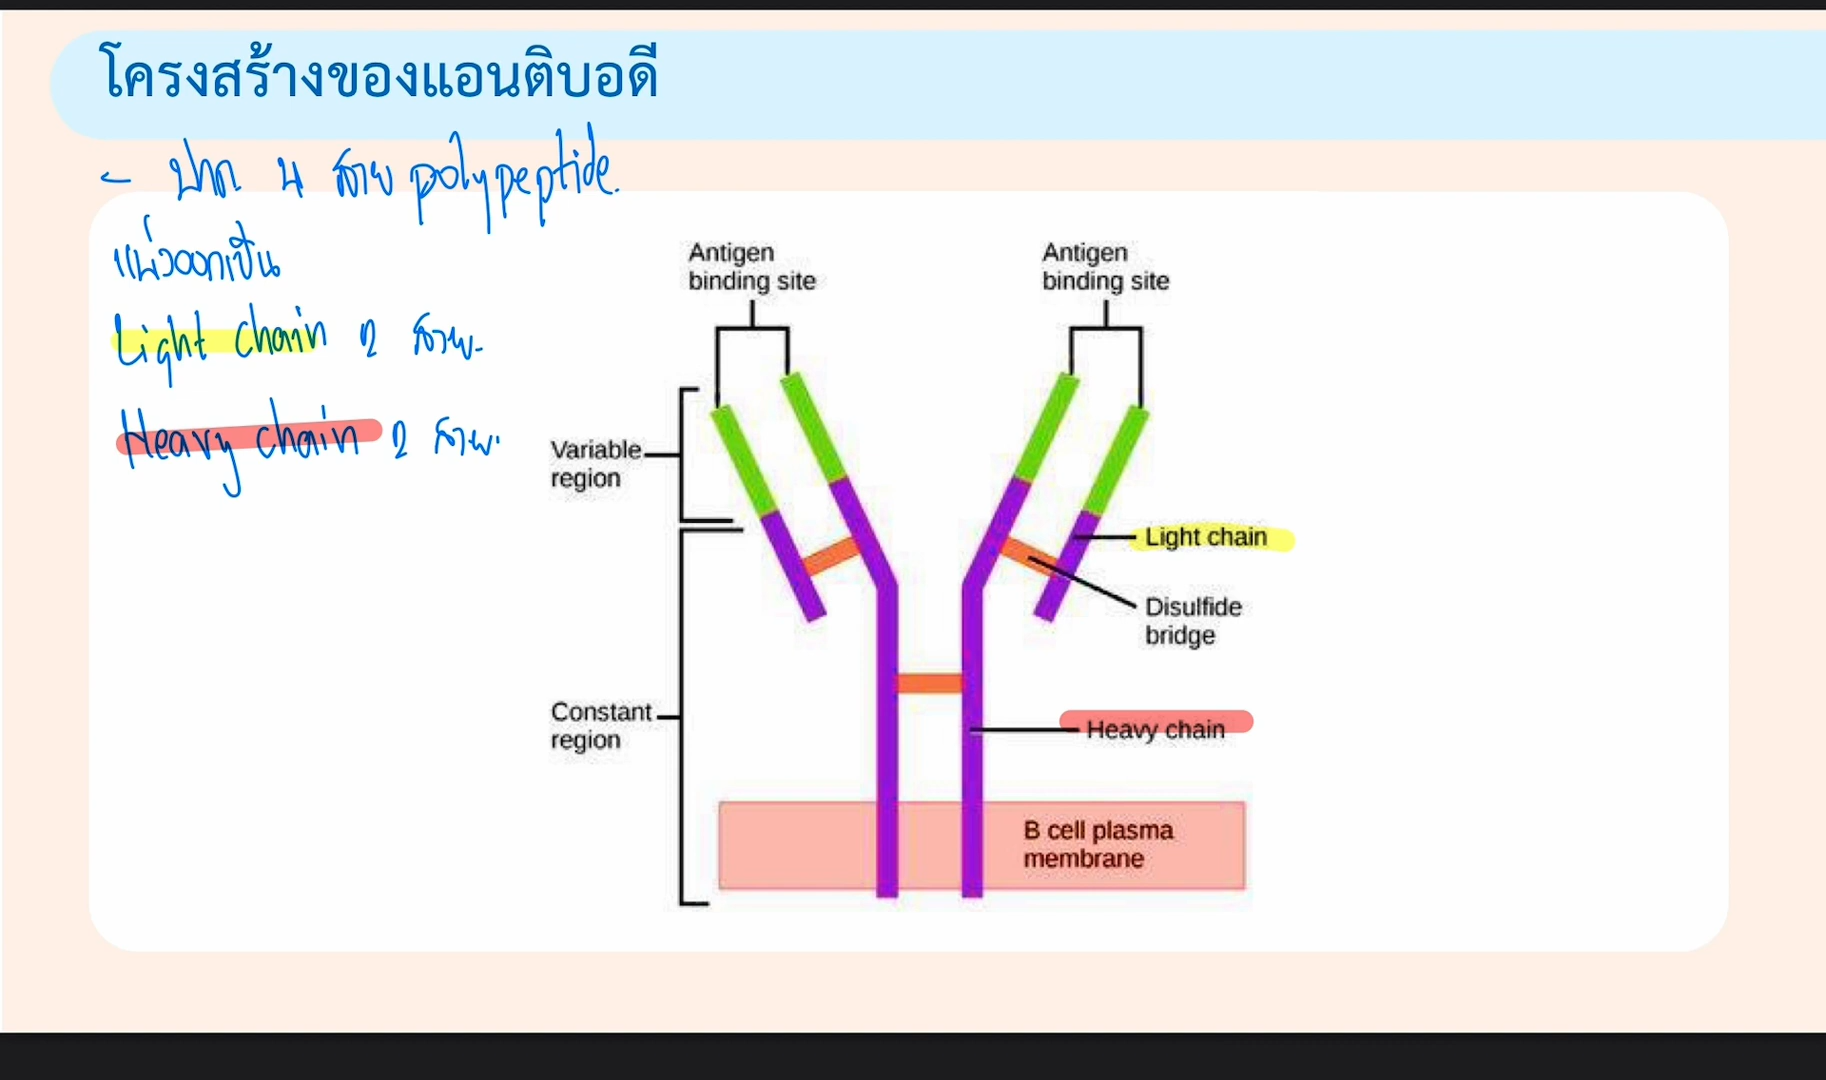 โครงสร้างของแอนติบอดี
- ปกต. 4 สาย polypeptide.
แบ่งออกเป็น
Light chain 2 สาย.
Heavy chain 2 สาย.
Antigen
binding site
Antigen
binding site
Variable
region
Light chain
Disulfide
bridge
Constant
region
Heavy chain
B cell plasma
membrane